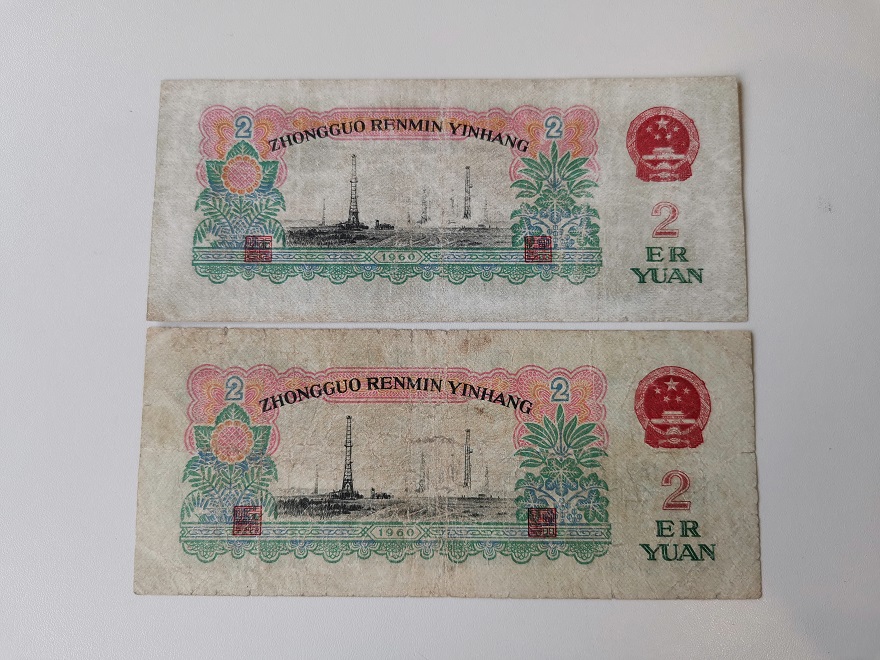 2 2
ZHONGGUO RENMIN YINHANG
1960
2
ER
YUAN
2 2
ZHONGGUO RENMIN YINHANG
1960
2
ER
YUAN